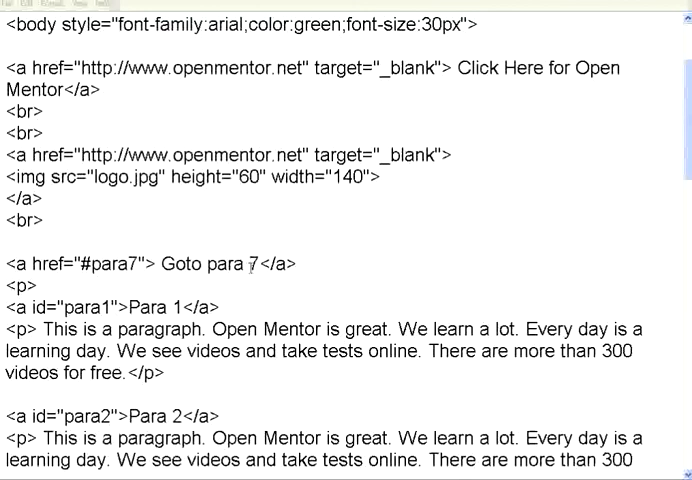 <body style="font-family:arial;color:green;font-size:30px">
<a href="http://www.openmentor.net" target="_blank"> Click Here for Open
Mentor</a>
<br>
<br>
<a href="http://www.openmentor.net" target="_blank">
<img src="logo.jpg" height="60" width="140">
</a>
<br>
<a href="#para7"> Goto para 7</a>
<p>
<a id="para1">Para 1</a>
<p> This is a paragraph. Open Mentor is great. We learn a lot. Every day is a
learning day. We see videos and take tests online. There are more than 300
videos for free.</p>
<a id="para2">Para 2</a>
<p> This is a paragraph. Open Mentor is great. We learn a lot. Every day is a
learning day. We see videos and take tests online. There are more than 300